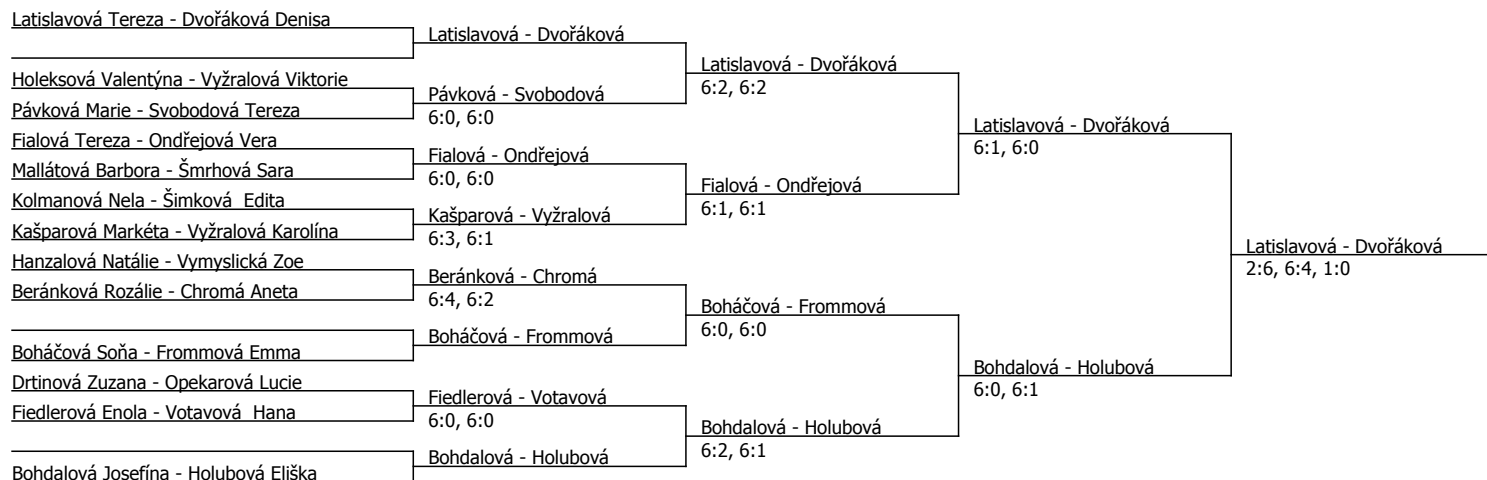 Latislavová Tereza - Dvořáková Denisa
Holeksová Valentýna - Vyžralová Viktorie
Pávková Marie - Svobodová Tereza
Fialová Tereza - Ondřejová Vera
Mallátová Barbora - Šmrhová Sara
Kolmanová Nela - Šimková  Edita
Kašparová Markéta - Vyžralová Karolína
Hanzalová Natálie - Vymyslická Zoe
Beránková Rozálie - Chromá Aneta
Boháčová Soňa - Frommová Emma
Drtinová Zuzana - Opekarová Lucie
Fiedlerová Enola - Votavová  Hana
Bohdalová Josefína - Holubová Eliška
Latislavová - Dvořáková
Pávková - Svobodová
6:0, 6:0
Fialová - Ondřejová
6:0, 6:0
Kašparová - Vyžralová
6:3, 6:1
Beránková - Chromá
6:4, 6:2
Boháčová - Frommová
Fiedlerová - Votavová
6:0, 6:0
Bohdalová - Holubová
Latislavová - Dvořáková
6:2, 6:2
Fialová - Ondřejová
6:1, 6:1
Boháčová - Frommová
6:0, 6:0
Bohdalová - Holubová
6:2, 6:1
Latislavová - Dvořáková
6:1, 6:0
Bohdalová - Holubová
6:0, 6:1
Latislavová - Dvořáková
2:6, 6:4, 1:0